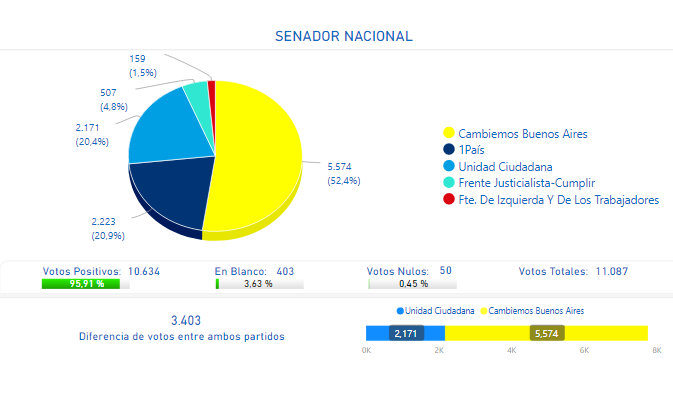 SENADOR NACIONAL
159
(1,5%)
507
(4,8%)
2,171
(20,4%)
2,223
(20,9%)
5.574
(52,4%)
Cambiemos Buenos Aires
1País
Unidad Ciudadana
Frente Justicialista-Cumplir
Fte. De Izquierda Y De Los Trabajadores
Votos Positivos: 10.634
95,91 %
En Blanco: 403
3,63 %
Votos Nulos: 50
0,45 %
Votos Totales: 11.087
3.403
Diferencia de votos entre ambos partidos
Unidad Ciudadana Cambiemos Buenos Aires
2,171 5,574
0K 2K 4K 6K 8K